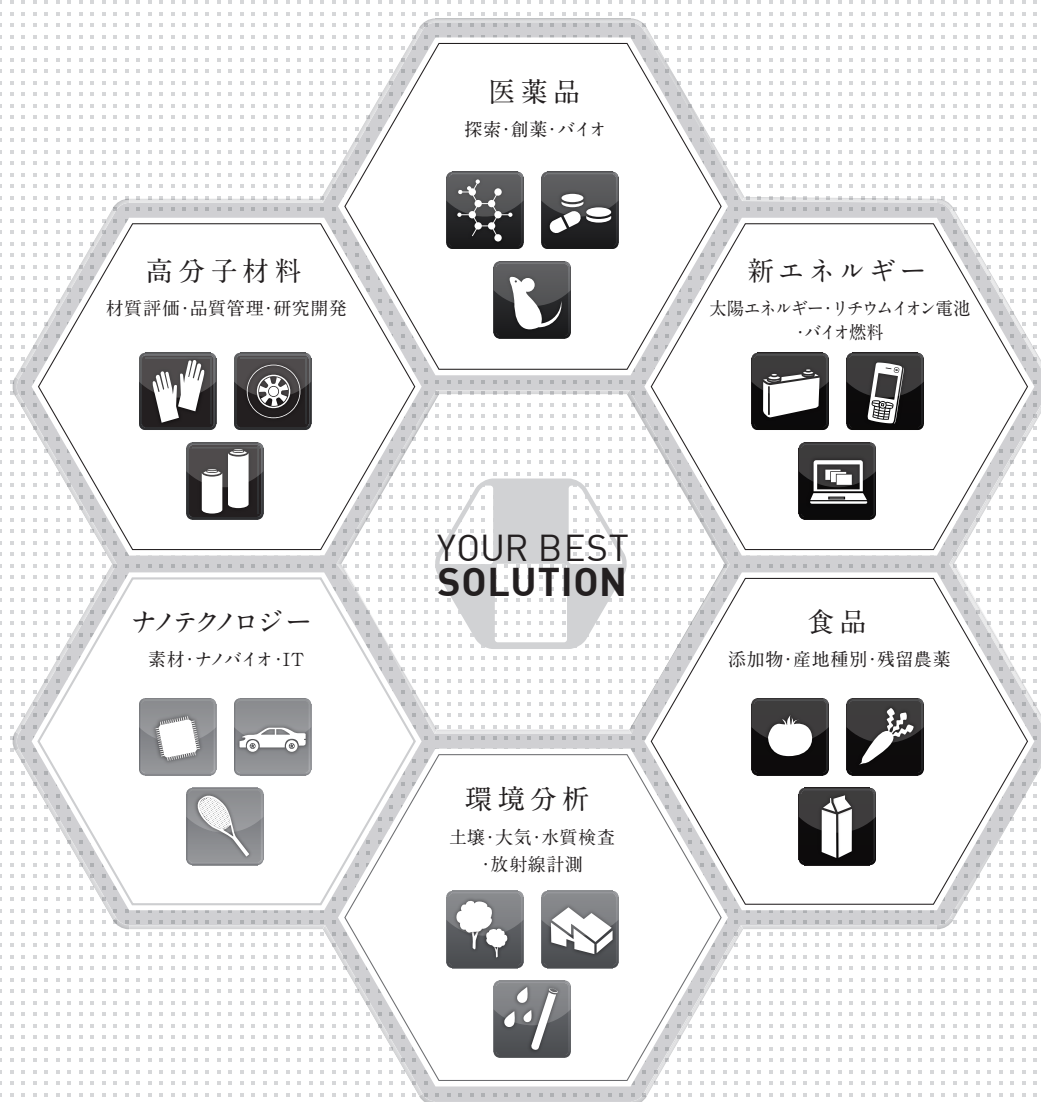 医薬品
探索・創薬・バイオ
高分子材料
材質評価・品質管理・研究開発
新エネルギー
太陽エネルギー・リチウムイオン電池
・バイオ燃料
YOUR BEST
SOLUTION
ナノテクノロジー
素材・ナノバイオ・IT
食品
添加物・産地種別・残留農薬
環境分析
土壌・大気・水質検査
・放射線計測